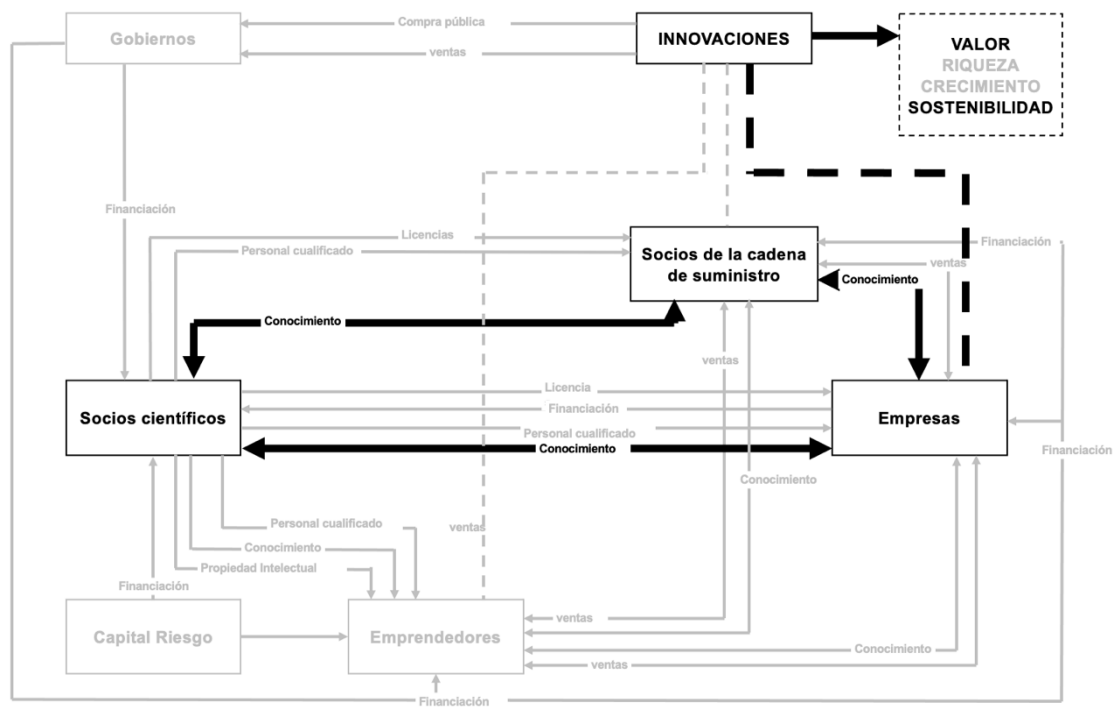 Compra pública
Gobiernos
INNOVACIONES
ventas
VALOR
RIQUEZA
CRECIMIENTO
SOSTENIBILIDAD
Financiación
Licencias
Personal cualificado
Socios de la cadena
de suministro
Financiación
ventas
Conocimiento
Conocimiento
ventas
Socios científicos
Licencia
Financiación
Personal cualificado
Conocimiento
Empresas
Financiación
Conocimiento
Personal cualificado
ventas
Conocimiento
Propiedad Intelectual
Financiación
Capital Riesgo
Emprendedores
ventas
Conocimiento
ventas
Financiación